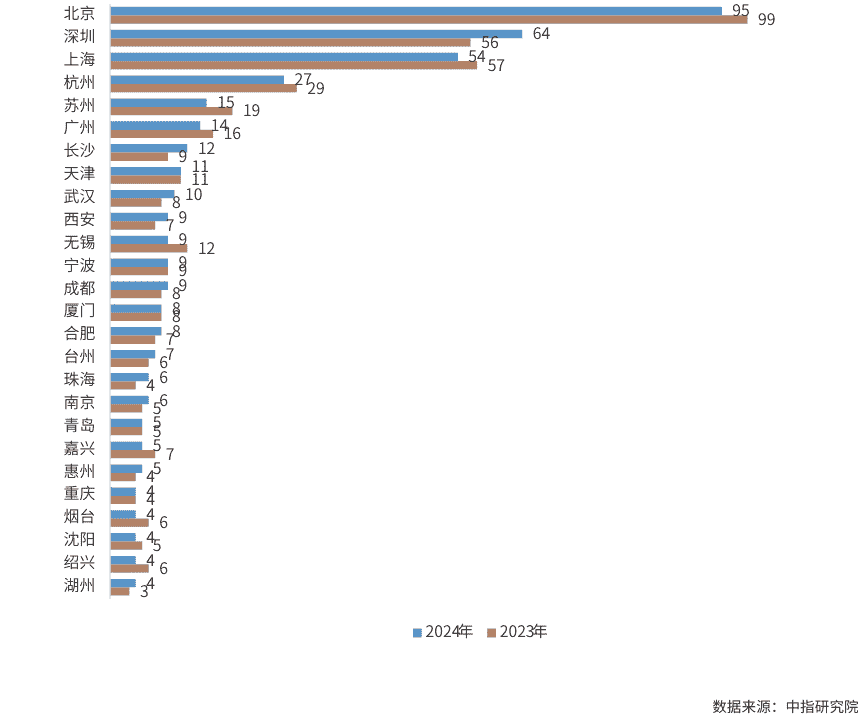 北京 95 99
深圳 64 56
上海 54 57
杭州 27 29
苏州 15 19
广州 14 16
长沙 12 9
天津 11 11
武汉 10 8
西安 9 7
无锡 9 12
宁波 9 9
成都 9 8
厦门 8 8
合肥 8 7
台州 7 6
珠海 6 4
南京 6 5
青岛 5 5
嘉兴 5 7
惠州 5 4
重庆 4 4
烟台 4 6
沈阳 4 5
绍兴 4 6
湖州 4 3
2024年 2023年
数据来源：中指研究院